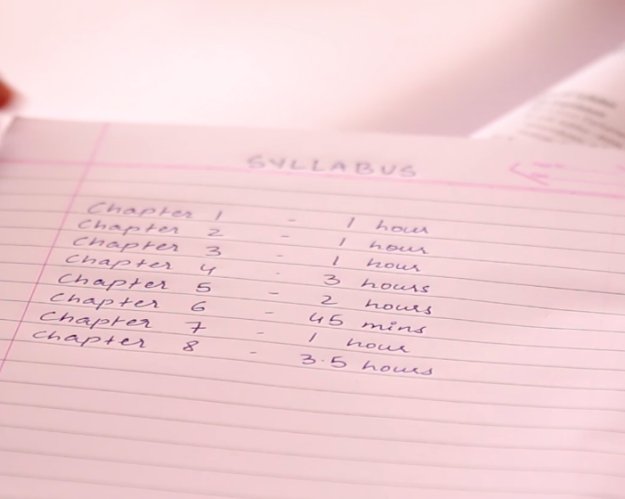 SYLLABUS
Chapter 1 - 1 hour
Chapter 2 - 1 hour
Chapter 3 - 1 hour
Chapter 4 - 3 hours
Chapter 5 - 2 hours
Chapter 6 - 45 mins
Chapter 7 - 1 hour
Chapter 8 - 3.5 hours